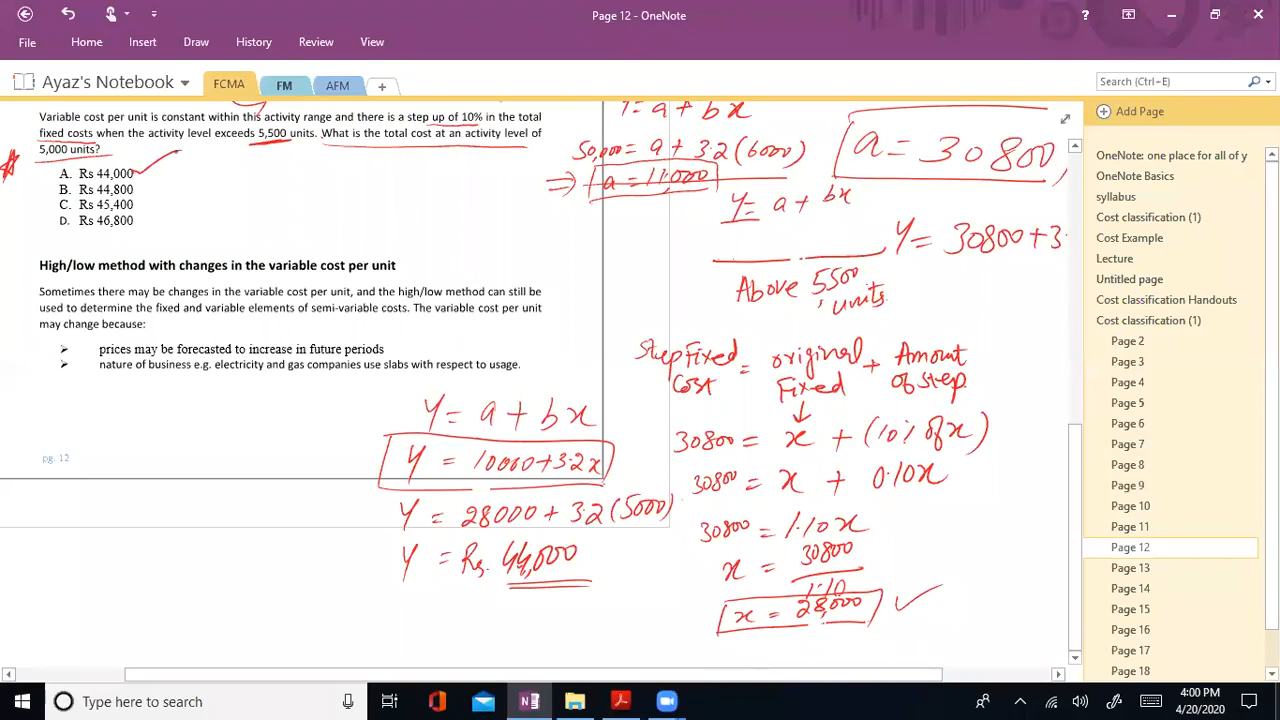 Page 12 - OneNote
File Home Insert Draw History Review View
Ayaz's Notebook FCMA FM AFM
Search (Ctrl+E)
Variable cost per unit is constant within this activity range and there is a step up of 10% in the total
fixed costs when the activity level exceeds 5,500 units. What is the total cost at an activity level of
5,000 units?
A. Rs 44,000
B. Rs 44,800
C. Rs 45,400
D. Rs 46,800
High/low method with changes in the variable cost per unit
Sometimes there may be changes in the variable cost per unit, and the high/low method can still be
used to determine the fixed and variable elements of semi-variable costs. The variable cost per unit
may change because:
prices may be forecasted to increase in future periods
nature of business e.g. electricity and gas companies use slabs with respect to usage.
pg. 12
Y = a + bx
Y = 10000+3.2x
Y = 28000 + 3.2 (5000)
Y = Rs. 44,000
Y = a + bx
50,000 = a + 3.2 (6000)
⇒ a = 11,000
Y = a + bx
a = 30800
Y = 30800+3.
Above 5500
units
Step Fixed Cost = original Fixed + Amount of step
30800 = x + (10% of x)
30800 = x + 0.10x
30800 = 1.10x
x = 30800
1.10
x = 28,000
Add Page
OneNote: one place for all of y
OneNote Basics
syllabus
Cost classification (1)
Cost Example
Lecture
Untitled page
Cost classification Handouts
Cost classification (1)
Page 2
Page 3
Page 4
Page 5
Page 6
Page 7
Page 8
Page 9
Page 10
Page 11
Page 12
Page 13
Page 14
Page 15
Page 16
Page 17
Page 18
Type here to search
4:00 PM
4/20/2020